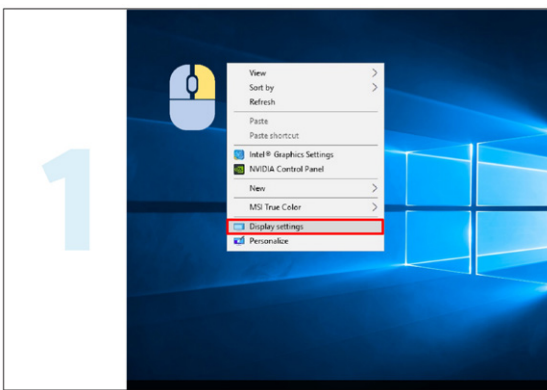 1
View
Sort by
Refresh
Paste
Paste shortcut
Intel® Graphics Settings
NVIDIA Control Panel
New
MSI True Color
Display settings
Personalize